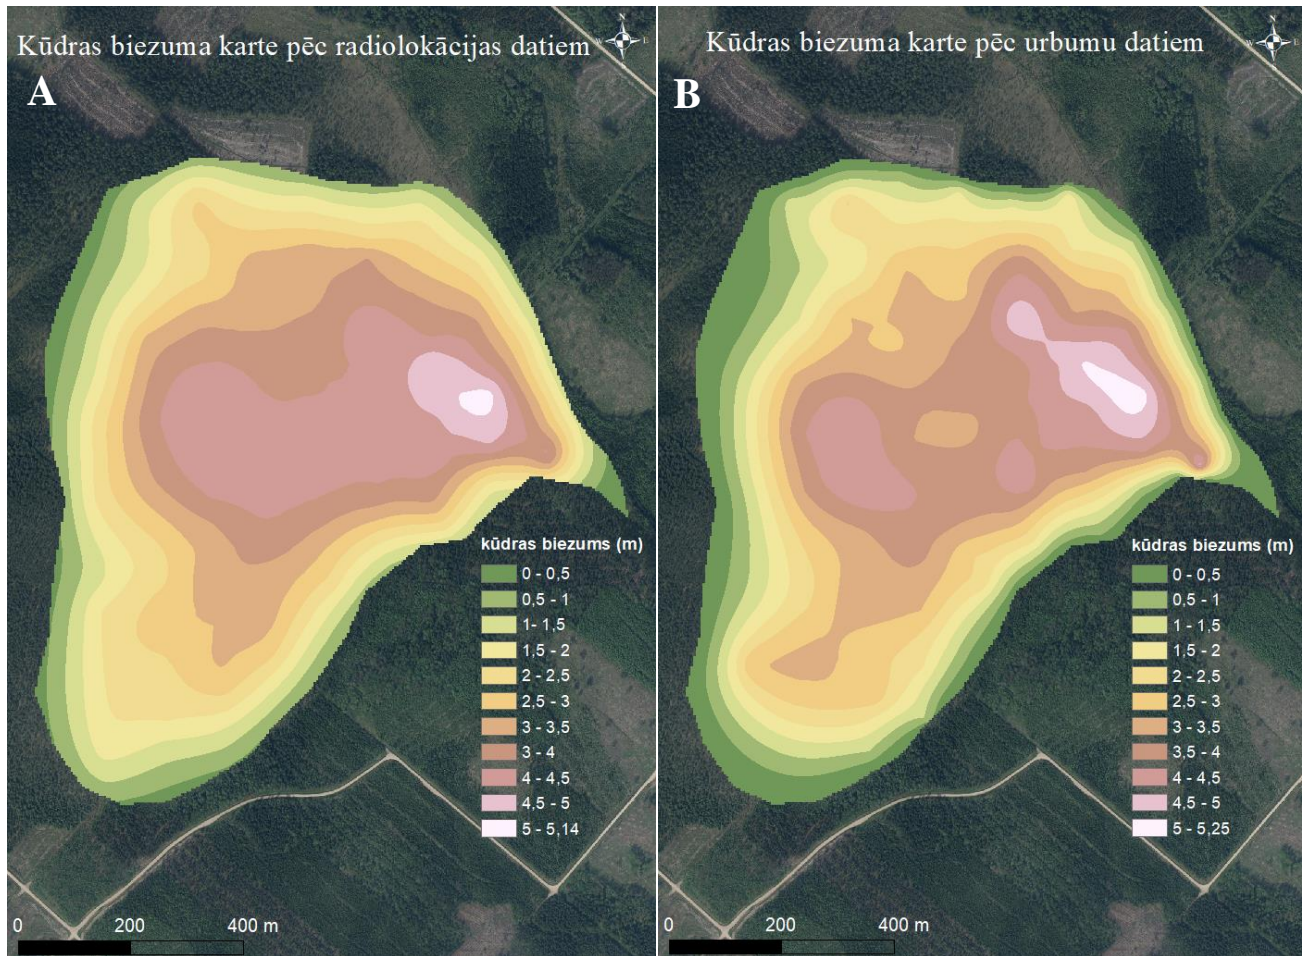 Kūdras biezuma karte pēc radiolokācijas datiem
N
W E
S
A
kūdras biezums (m)
0 - 0,5
0,5 - 1
1- 1,5
1,5 - 2
2 - 2,5
2,5 - 3
3 - 3,5
3 - 4
4 - 4,5
4,5 - 5
5 - 5,14
0 200 400 m
Kūdras biezuma karte pēc urbumu datiem
N
W E
S
B
kūdras biezums (m)
0 - 0,5
0,5 - 1
1 - 1,5
1,5 - 2
2 - 2,5
2,5 - 3
3 - 3,5
3,5 - 4
4 - 4,5
4,5 - 5
5 - 5,25
0 200 400 m